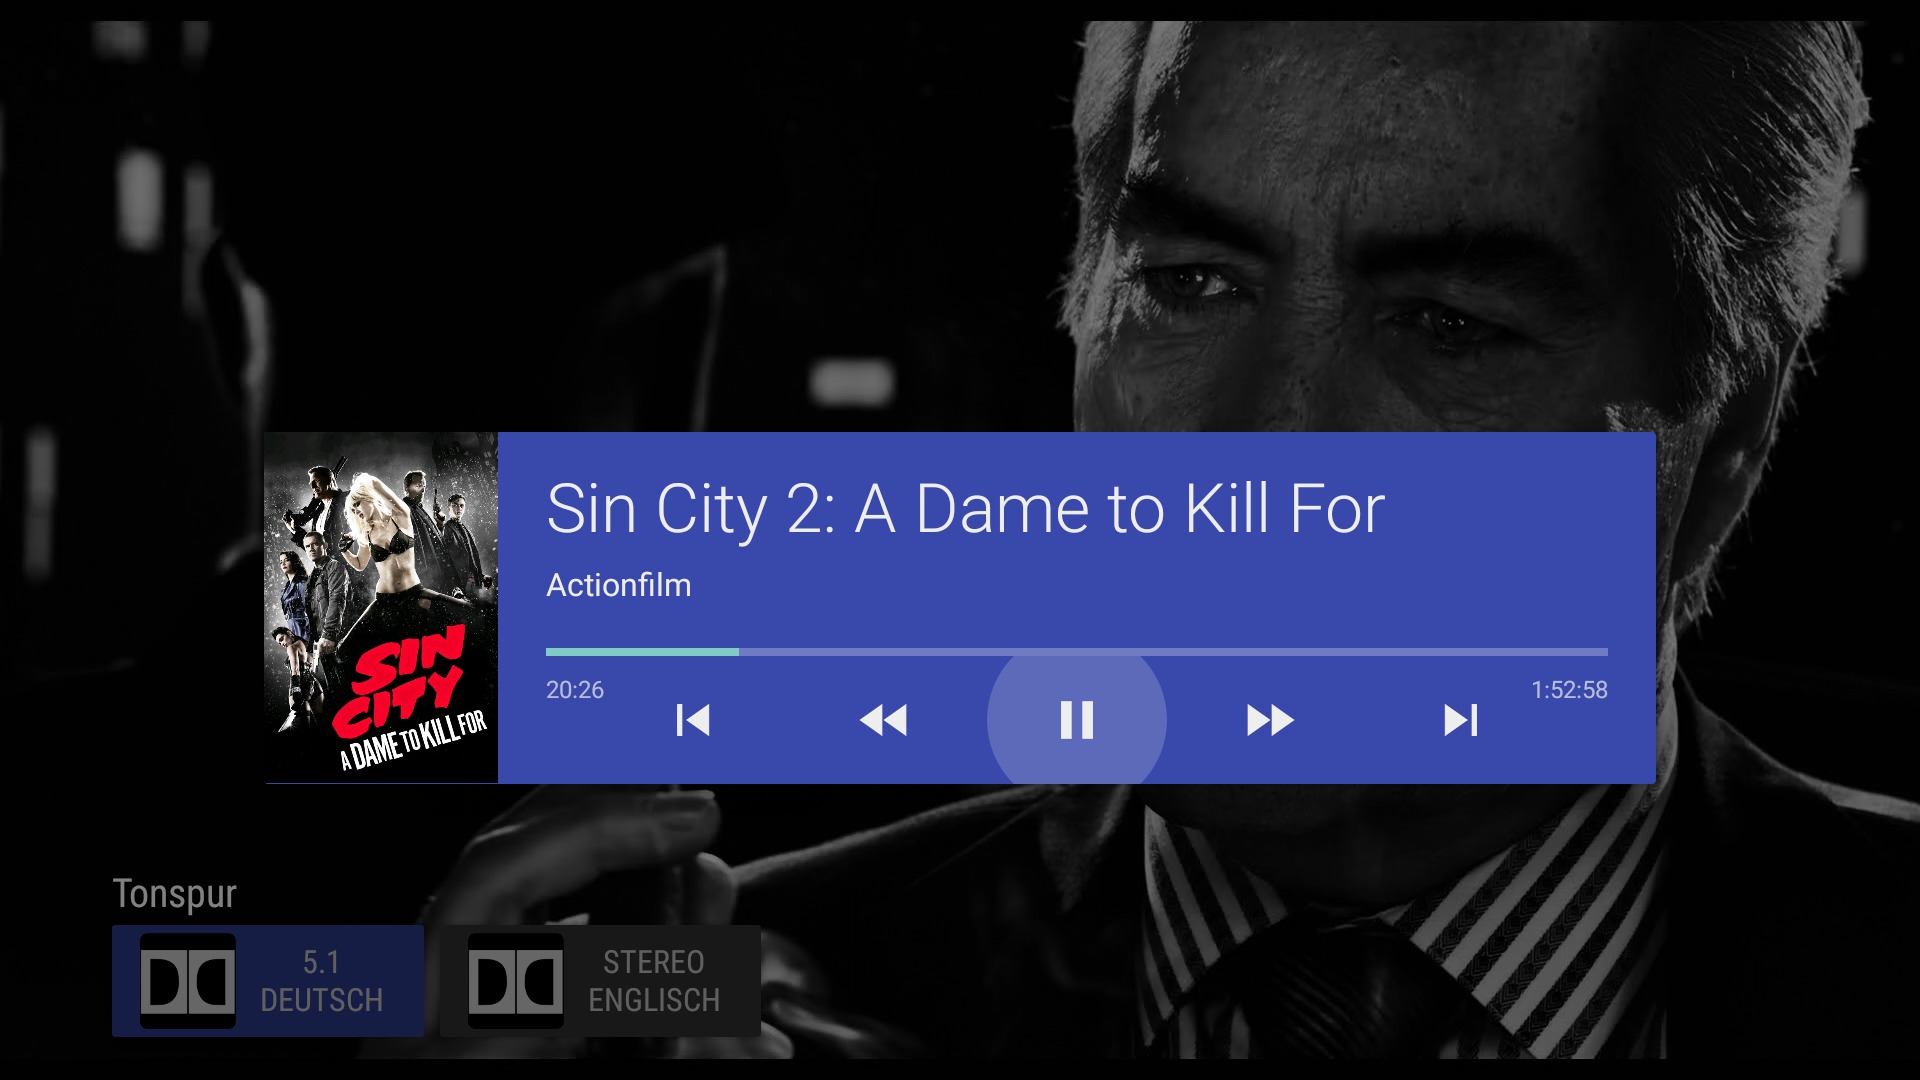 Sin City 2: A Dame to Kill For
Actionfilm
20:26
1:52:58
SIN
CITY
A DAME TO KILL FOR
Tonspur
5.1
DEUTSCH
STEREO
ENGLISCH